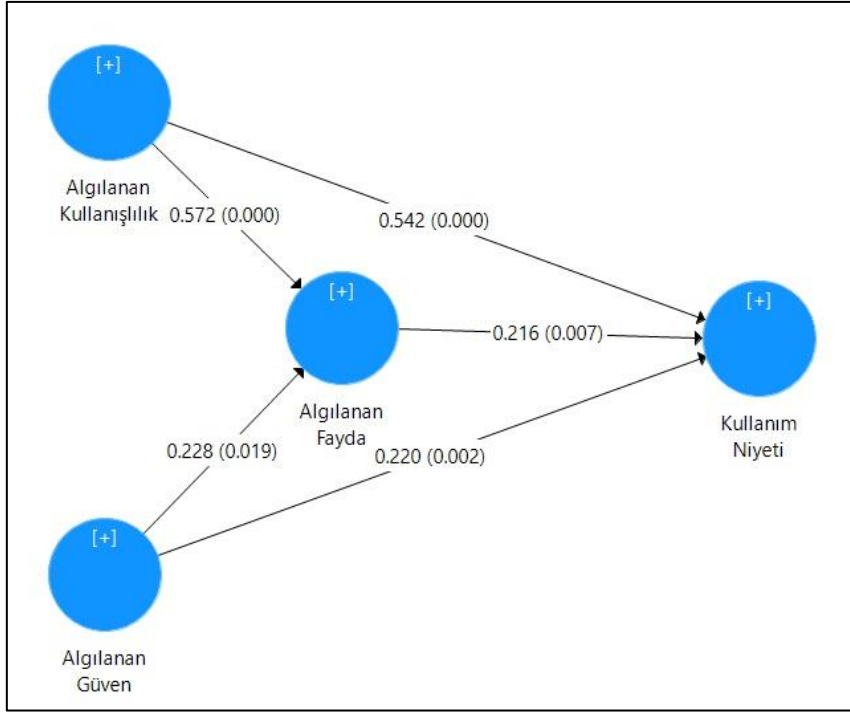 [+]
Algılanan
Kullanışlılık
0.572 (0.000)
0.542 (0.000)
[+]
Algılanan
Fayda
0.216 (0.007)
[+]
Kullanım
Niyeti
0.228 (0.019)
0.220 (0.002)
[+]
Algılanan
Güven